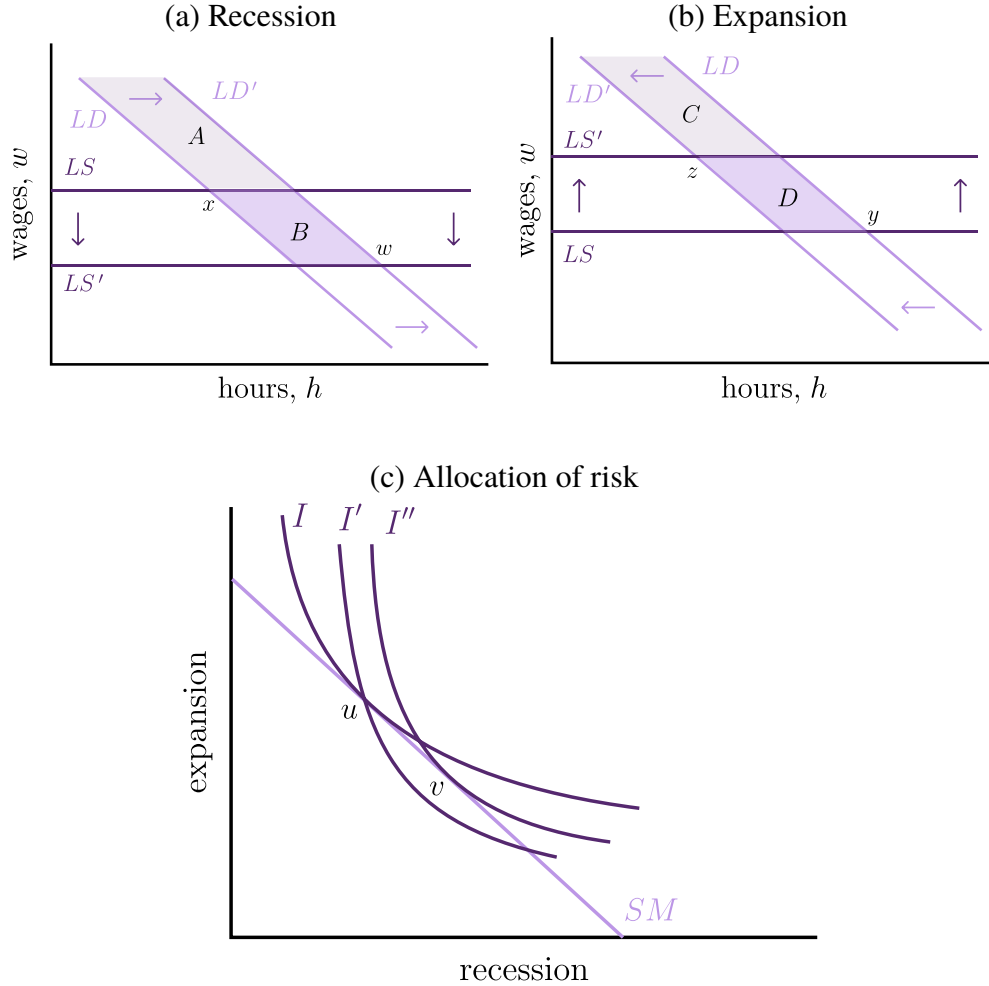 (a) Recession
wages, w
LD
LD′
A
LS
x
B
w
LS′
hours, h
(b) Expansion
wages, w
LD
LD′
C
LS′
z
D
y
LS
hours, h
(c) Allocation of risk
I
I′
I″
expansion
u
v
SM
recession